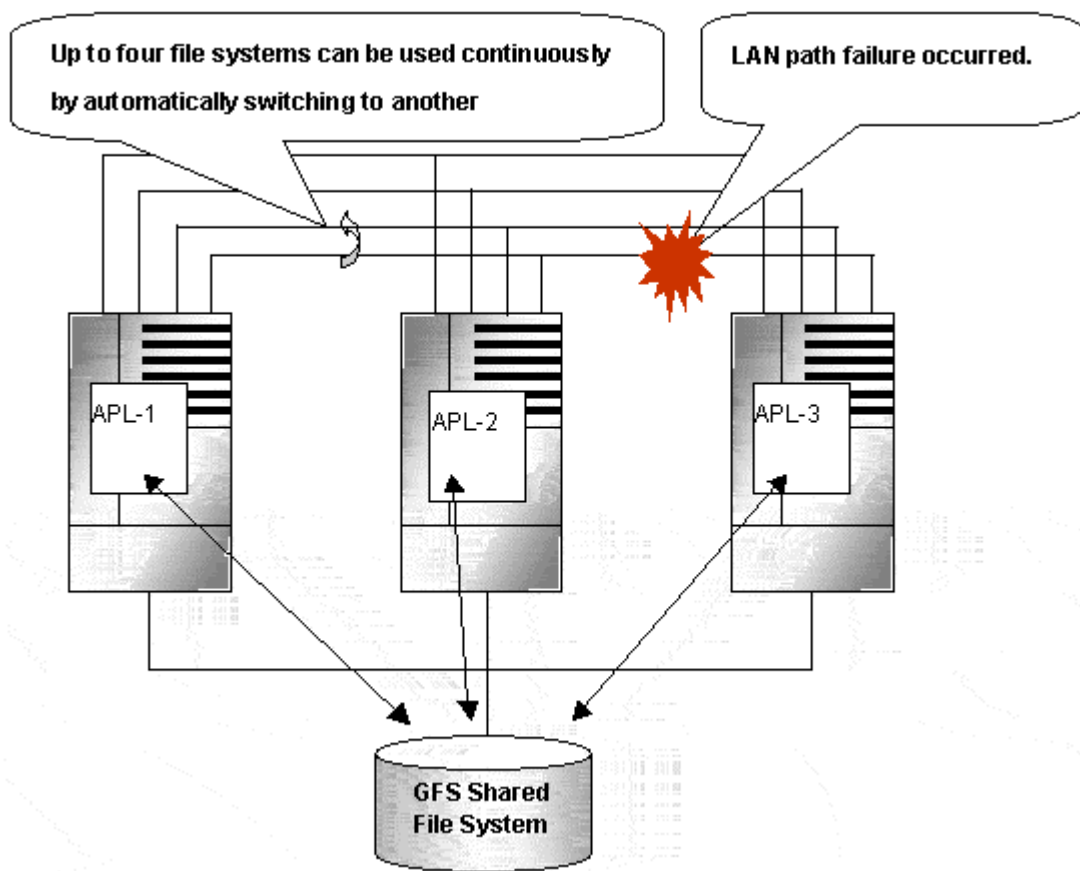 Up to four file systems can be used continuously
by automatically switching to another
LAN path failure occurred.
APL-1
APL-2
APL-3
GFS Shared
File System